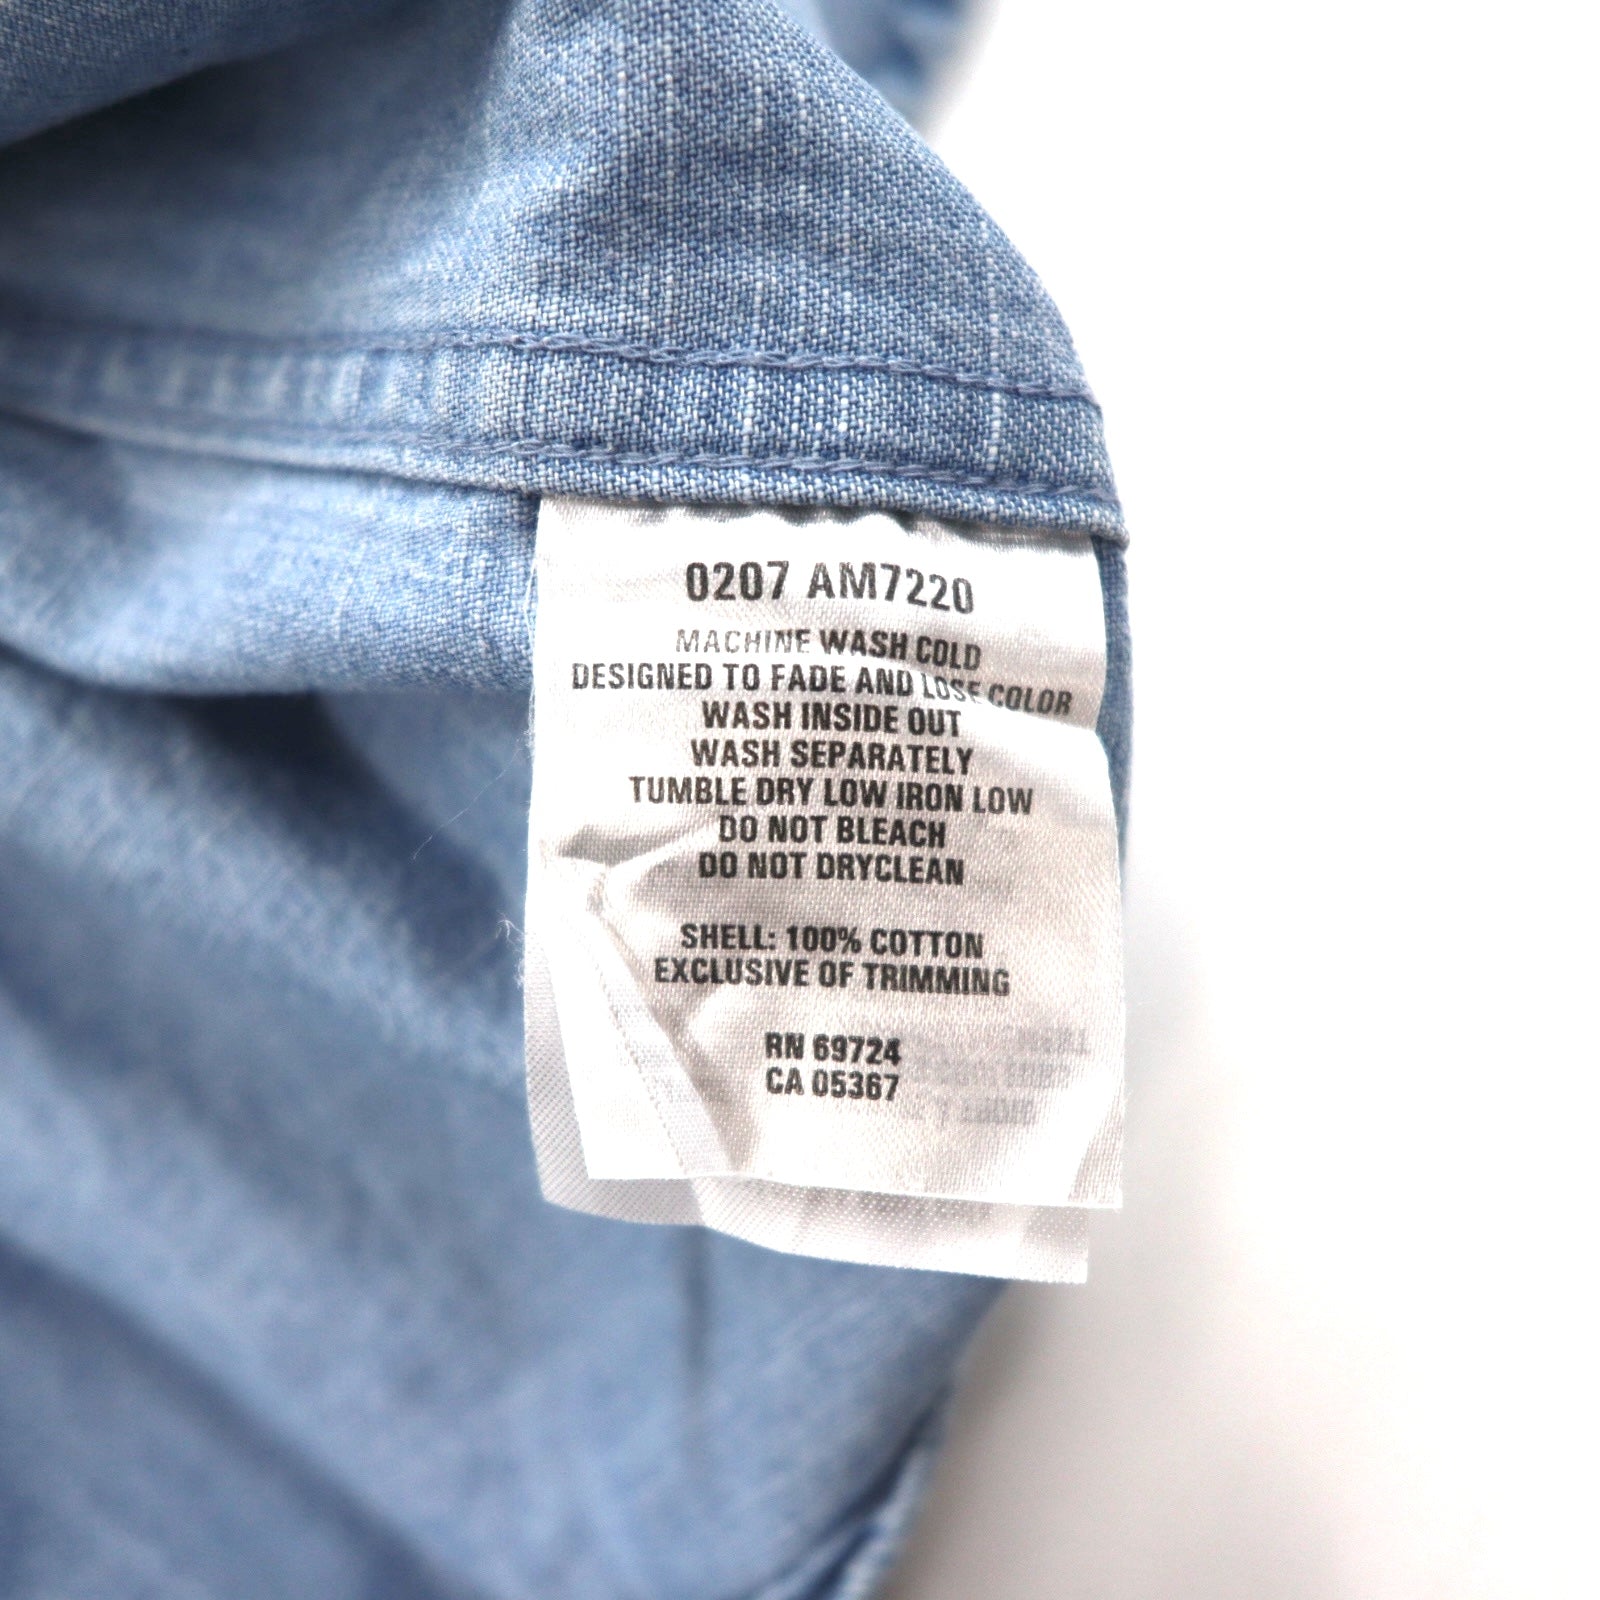 0207 AM7220
MACHINE WASH COLD
DESIGNED TO FADE AND LOSE COLOR
WASH INSIDE OUT
WASH SEPARATELY
TUMBLE DRY LOW IRON LOW
DO NOT BLEACH
DO NOT DRYCLEAN
SHELL: 100% COTTON
EXCLUSIVE OF TRIMMING
RN 69724
CA 05367